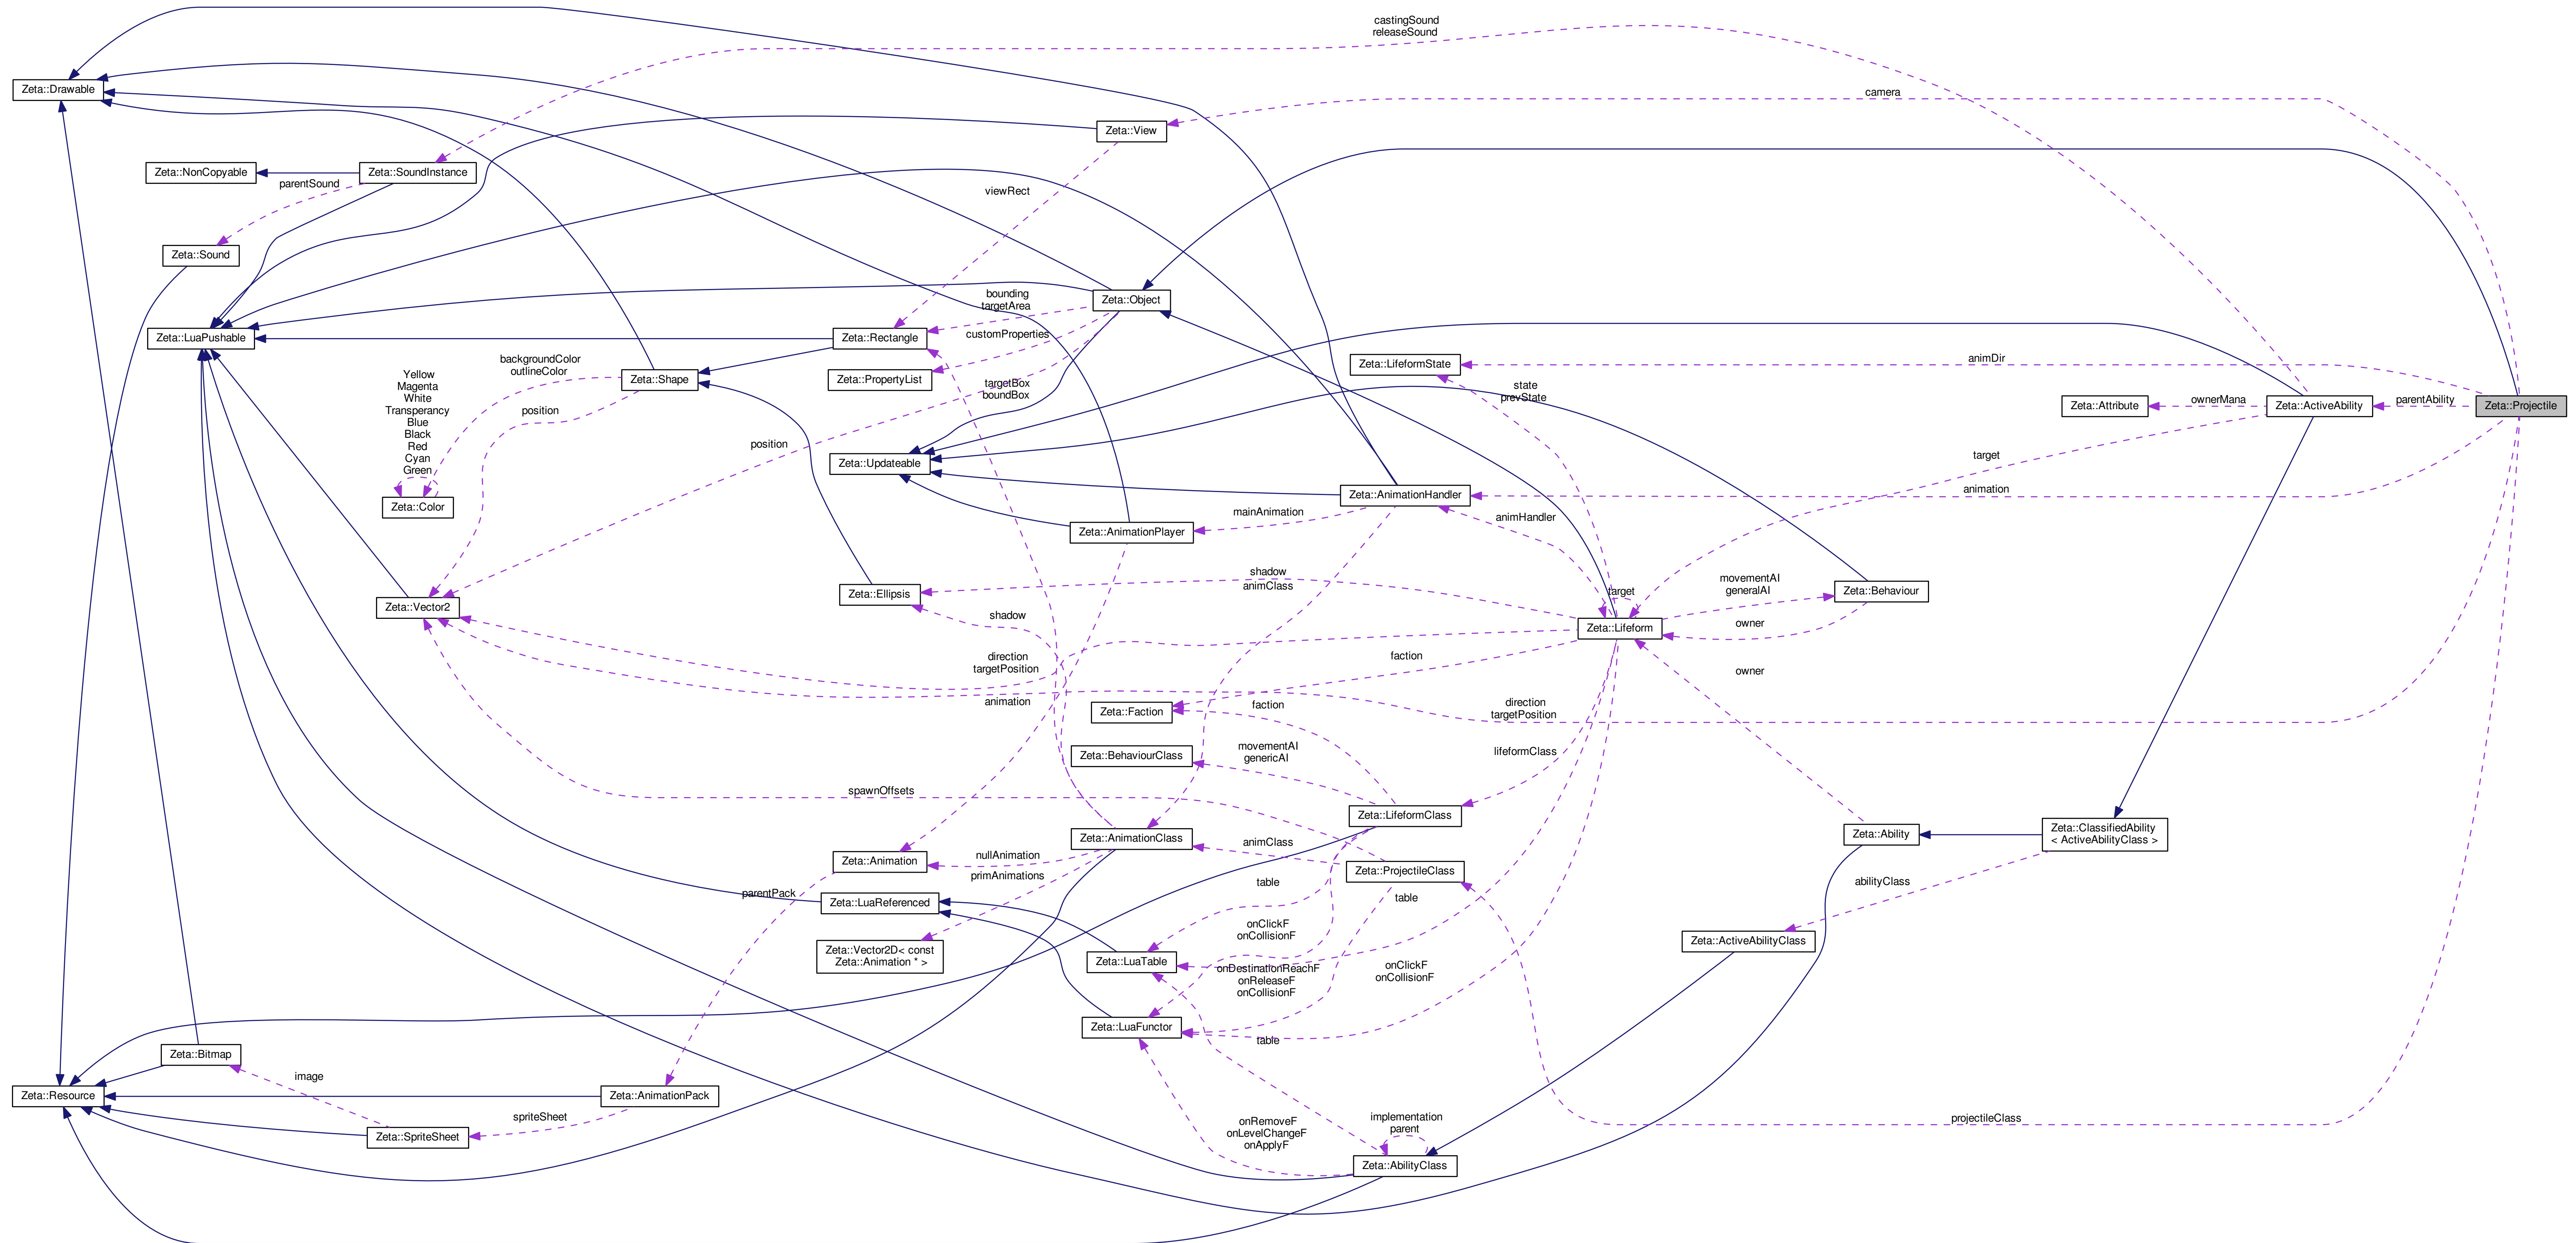 castingSound
releaseSound
Zeta::Drawable
camera
Zeta::View
Zeta::NonCopyable
Zeta::SoundInstance
parentSound
viewRect
Zeta::Sound
bounding
targetArea
Zeta::Object
Zeta::LuaPushable
customProperties
Zeta::Rectangle
backgroundColor
outlineColor
Zeta::LifeformState
animDir
Yellow
Magenta
White
Transperancy
Blue
Black
Red
Cyan
Green
Zeta::Shape
Zeta::PropertyList
targetBox
boundBox
state
prevState
position
Zeta::Attribute
ownerMana
Zeta::ActiveAbility
parentAbility
Zeta::Projectile
position
Zeta::Updateable
target
Zeta::Color
Zeta::AnimationHandler
animation
mainAnimation
animHandler
Zeta::AnimationPlayer
shadow
animClass
movementAI
generalAI
Zeta::Ellipsis
target
Zeta::Behaviour
Zeta::Vector2
shadow
Zeta::Lifeform
owner
direction
targetPosition
faction
owner
animation
Zeta::Faction
faction
direction
targetPosition
Zeta::BehaviourClass
movementAI
genericAI
lifeformClass
spawnOffsets
Zeta::LifeformClass
Zeta::AnimationClass
animClass
Zeta::Ability
Zeta::ClassifiedAbility
< ActiveAbilityClass >
nullAnimation
Zeta::Animation
primAnimations
Zeta::ProjectileClass
table
abilityClass
parentPack
Zeta::LuaReferenced
table
onClickF
onCollisionF
Zeta::ActiveAbilityClass
Zeta::Vector2D< const
Zeta::Animation * >
Zeta::LuaTable
onDestinationReachF
onReleaseF
onCollisionF
onClickF
onCollisionF
Zeta::LuaFunctor
table
Zeta::Bitmap
image
Zeta::Resource
Zeta::AnimationPack
spriteSheet
Zeta::SpriteSheet
onRemoveF
onLevelChangeF
onApplyF
implementation
parent
projectileClass
Zeta::AbilityClass